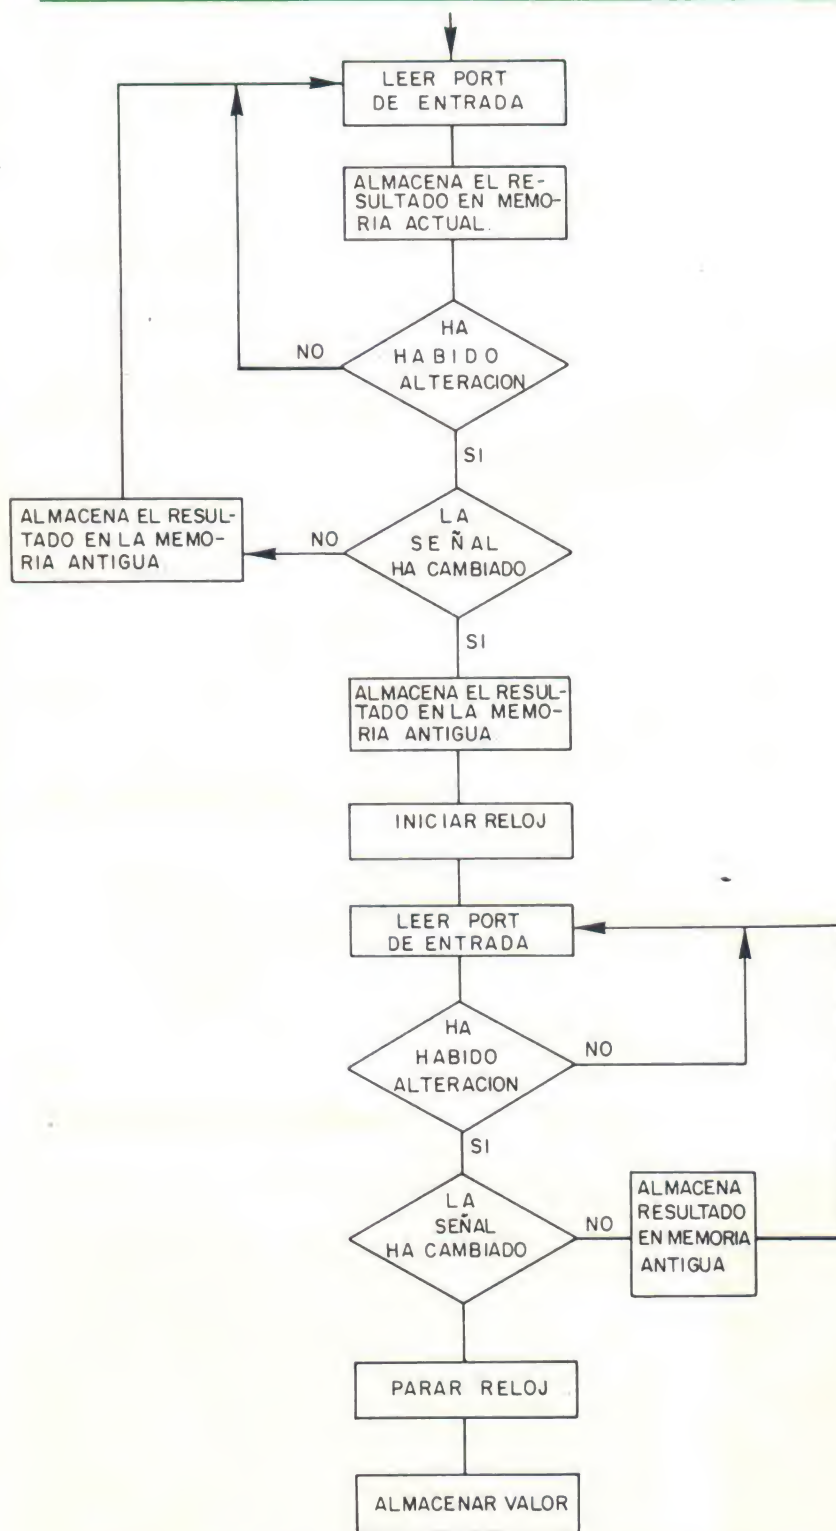 LEER PORT
DE ENTRADA
ALMACENA EL RE-
SULTADO EN MEMO-
RIA ACTUAL.
HA
HABIDO
ALTERACION
NO
SI
LA
SEÑAL
HA CAMBIADO
NO
ALMACENA EL RESUL-
TADO EN LA MEMO-
RIA ANTIGUA
SI
ALMACENA EL RESUL-
TADO EN LA MEMO-
RIA ANTIGUA
INICIAR RELOJ
LEER PORT
DE ENTRADA
HA
HABIDO
ALTERACION
NO
SI
LA
SEÑAL
HA CAMBIADO
NO
ALMACENA
RESULTADO
EN MEMORIA
ANTIGUA
PARAR RELOJ
ALMACENAR VALOR